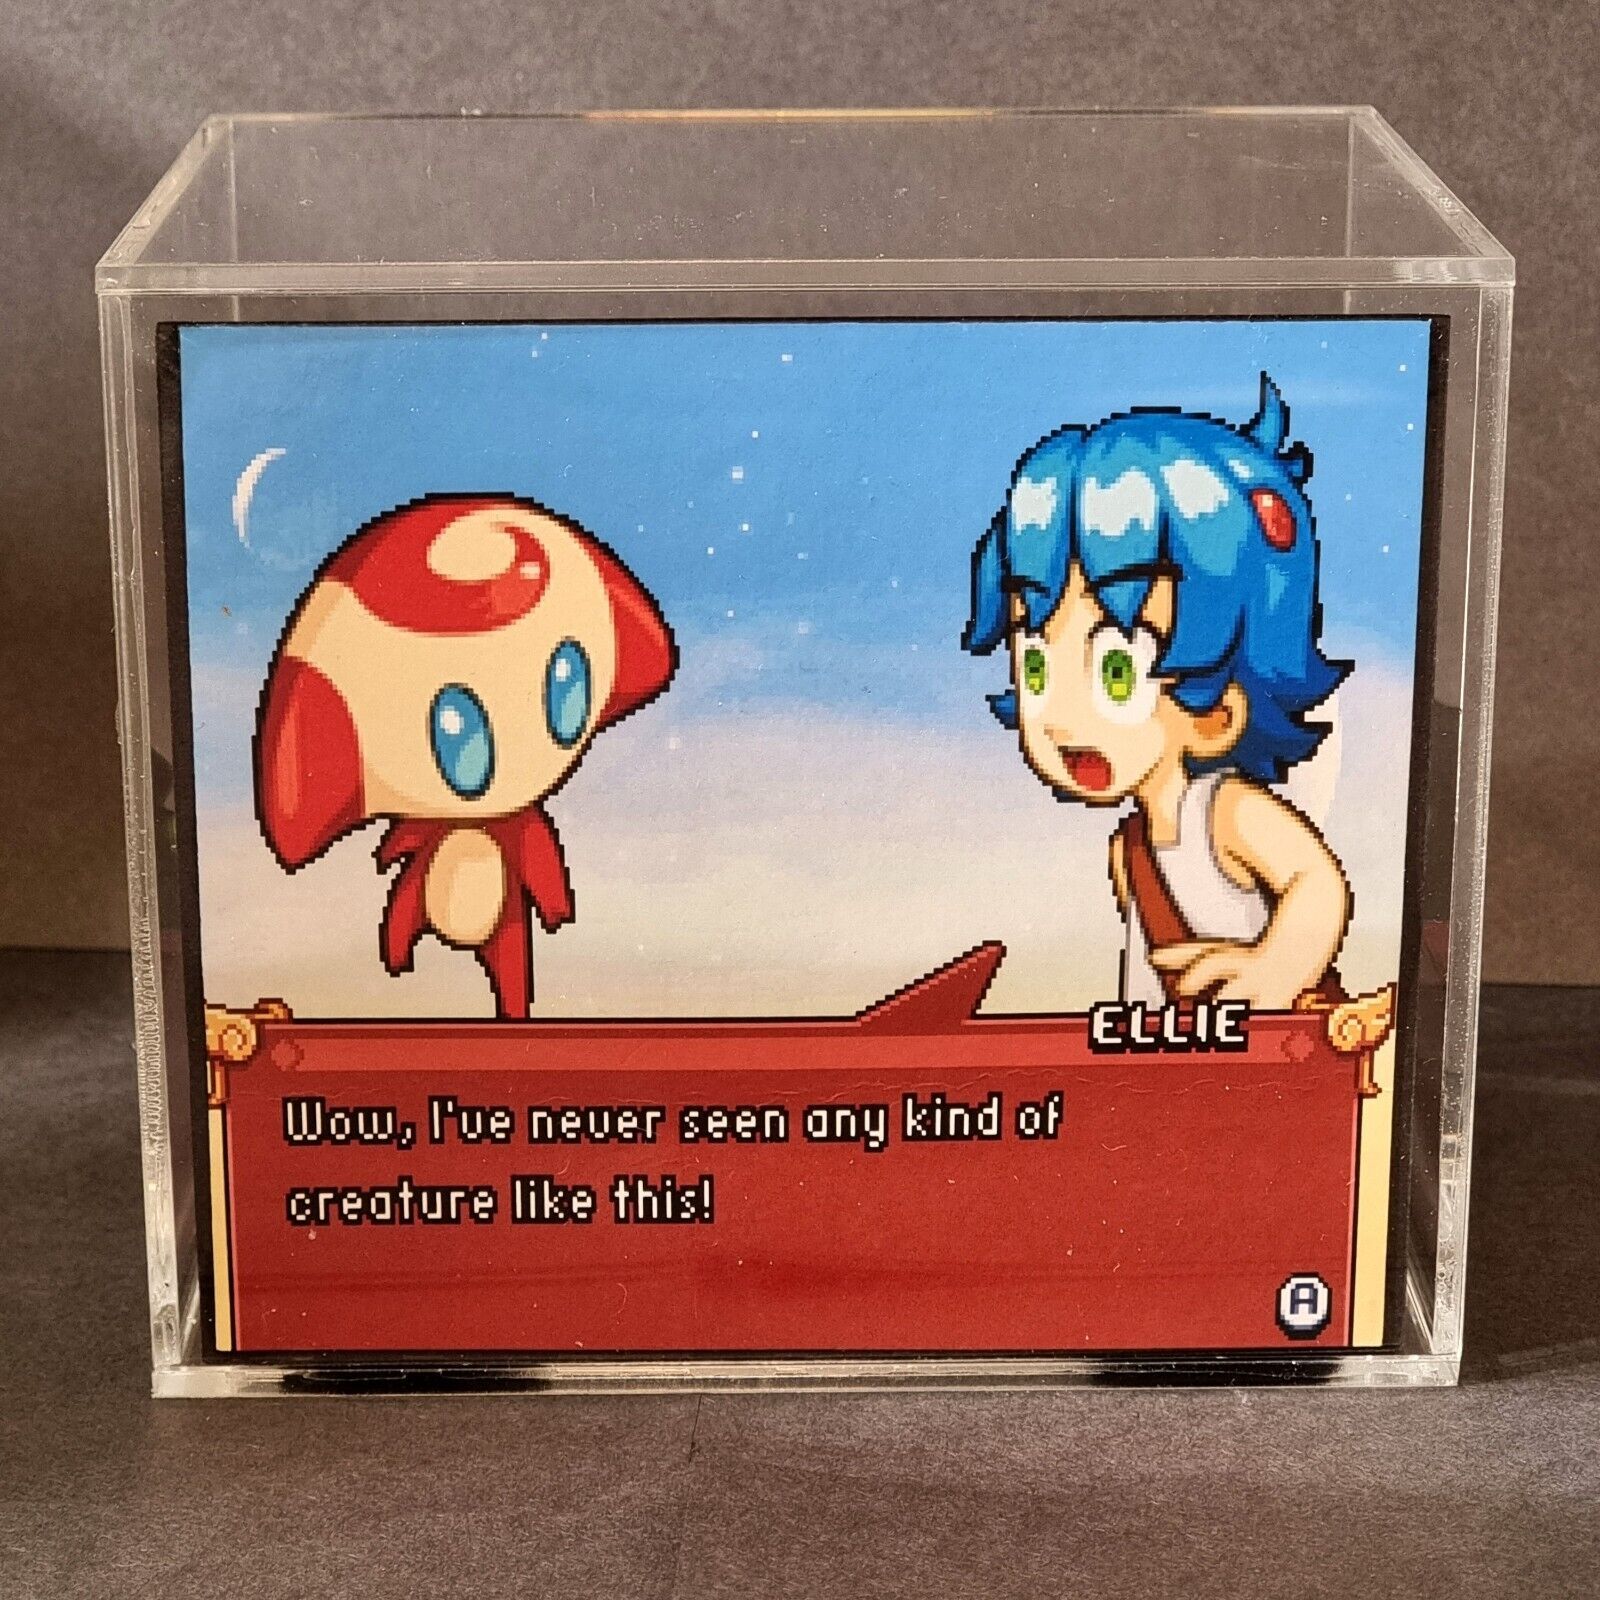 ELLIE
Wow, I've never seen any kind of
creature like this!
A